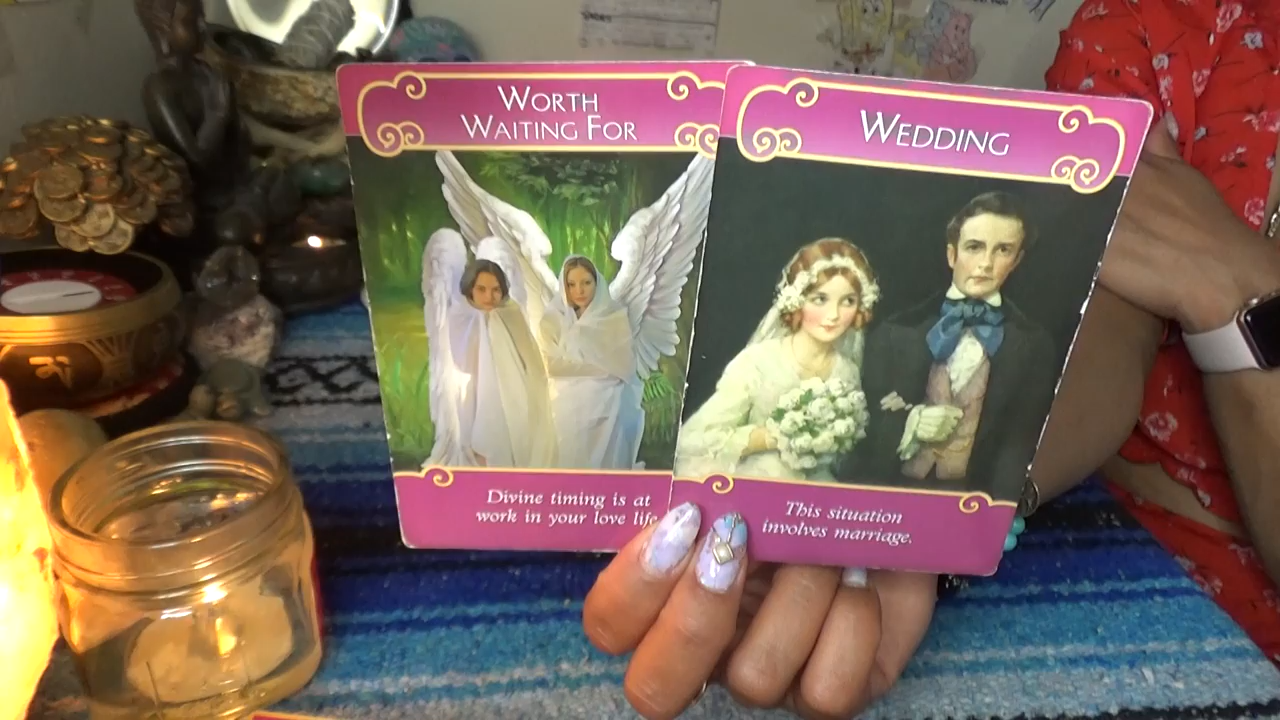 WORTH
WAITING FOR
Divine timing is at
work in your love life
WEDDING
This situation
involves marriage.